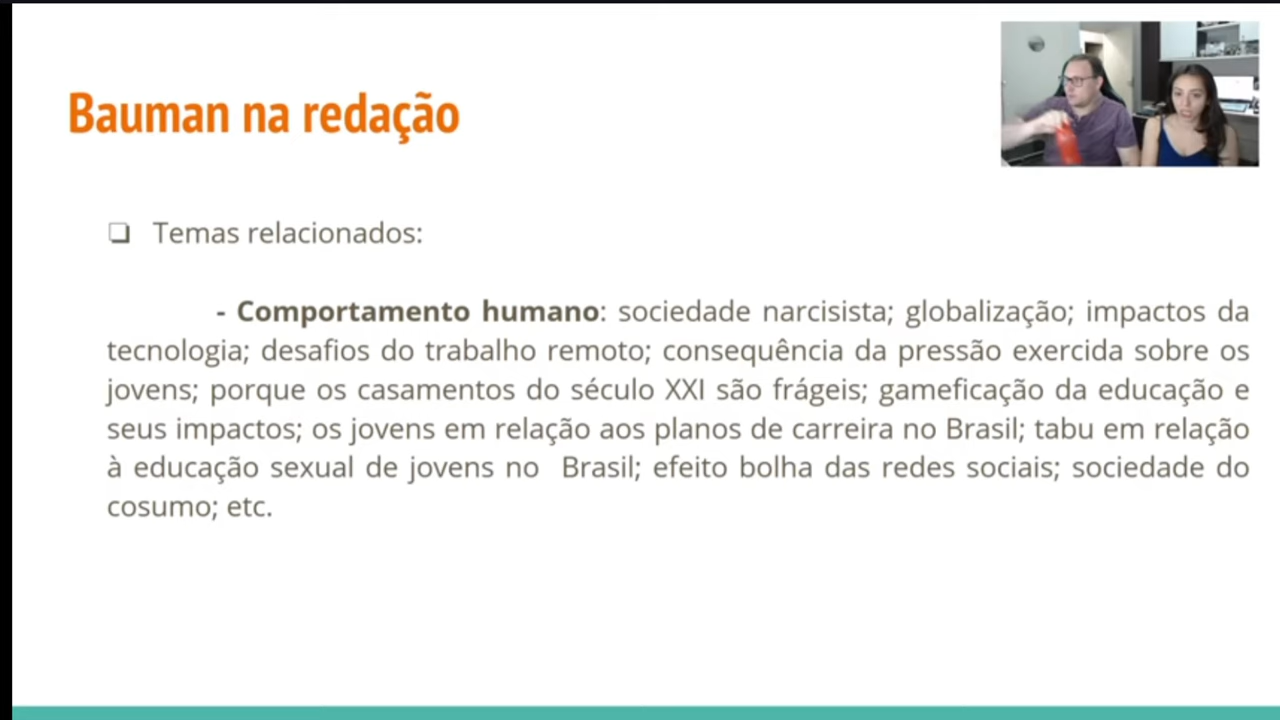 Bauman na redação
❏ Temas relacionados:
- Comportamento humano: sociedade narcisista; globalização; impactos da
tecnologia; desafios do trabalho remoto; consequência da pressão exercida sobre os
jovens; porque os casamentos do século XXI são frágeis; gameficação da educação e
seus impactos; os jovens em relação aos planos de carreira no Brasil; tabu em relação
à educação sexual de jovens no Brasil; efeito bolha das redes sociais; sociedade do
cosumo; etc.